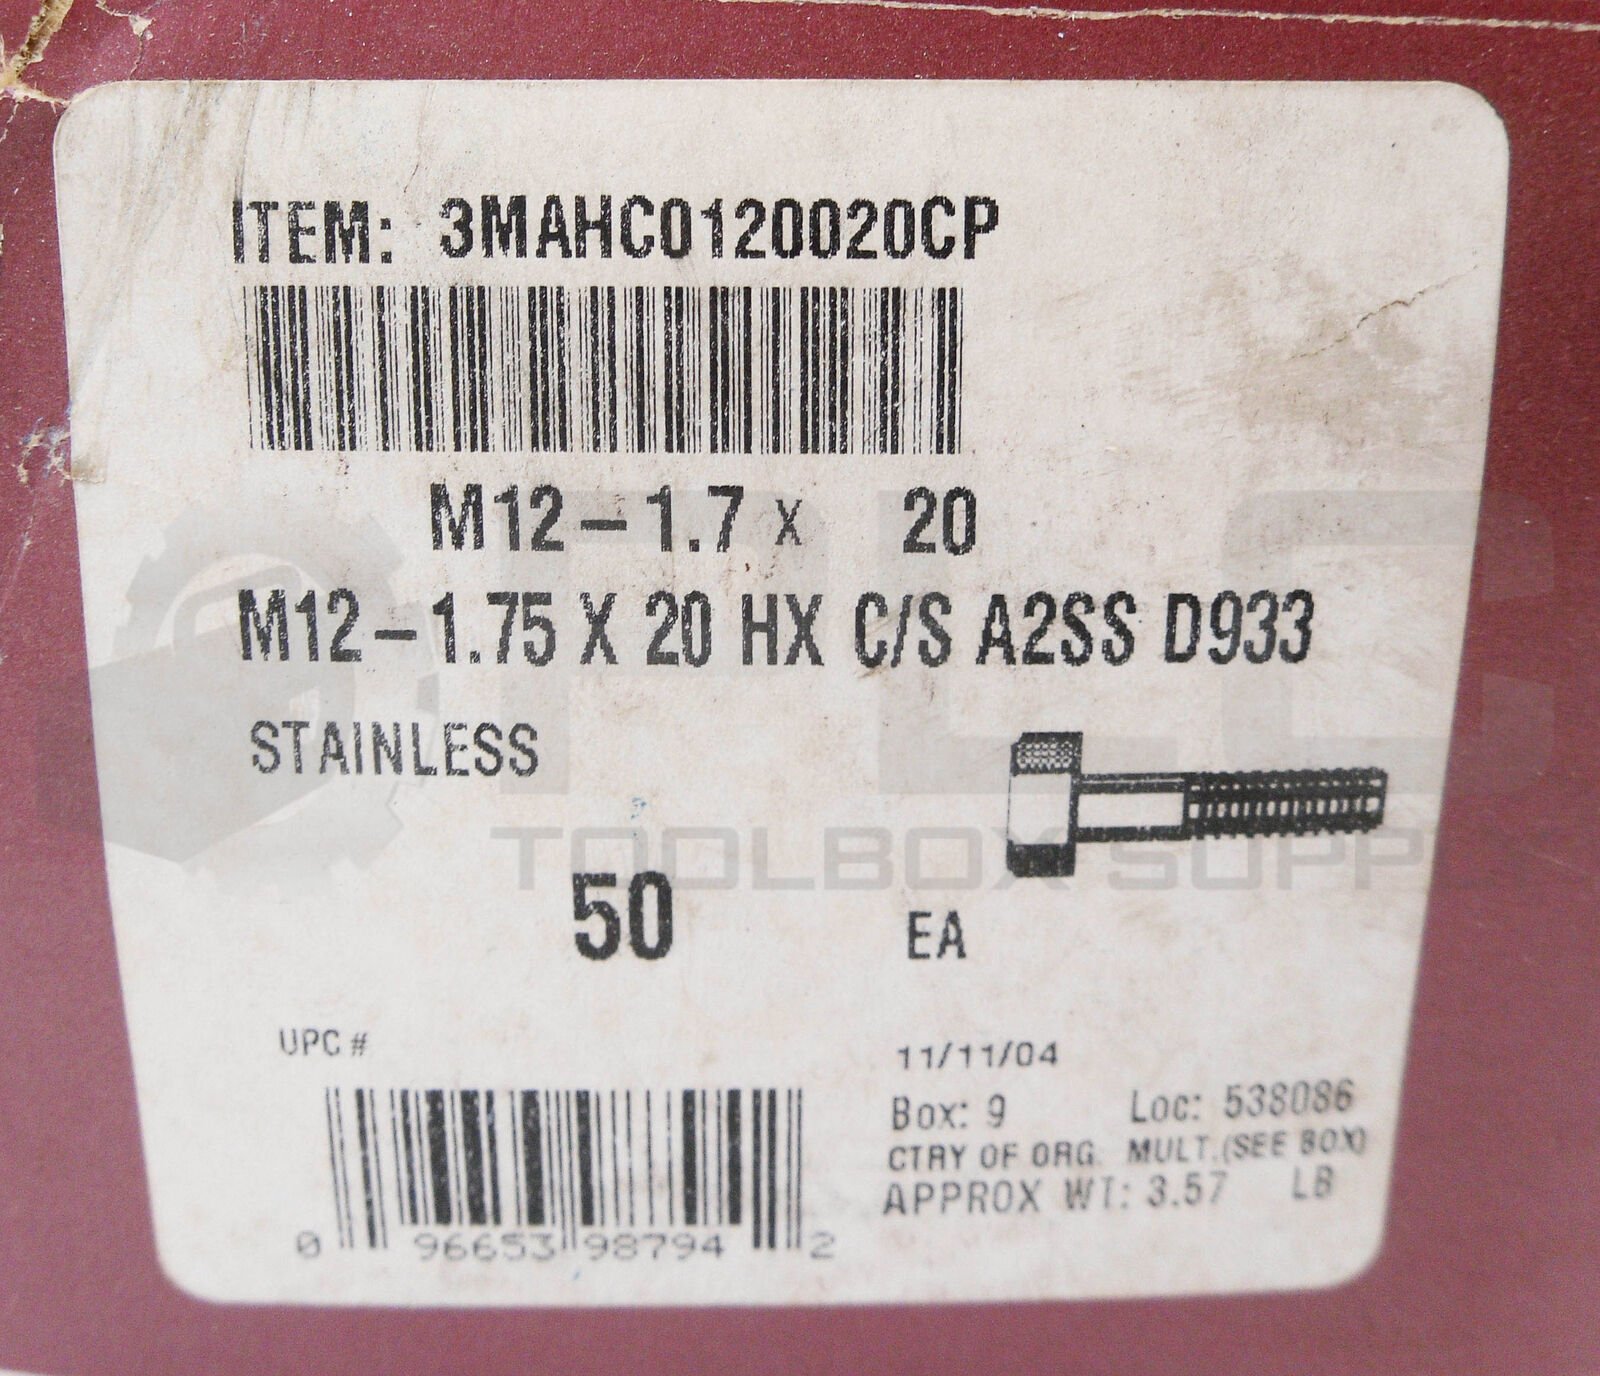 ITEM: 3MAHC0120020CP
M12-1.7 X 20
M12-1.75 X 20 HX C/S A2SS D933
STAINLESS
TOOLBOX SUPP
50 EA
UPC #
11/11/04
Box: 9 Loc: 538086
CTRY OF ORG. MULT.(SEE BOX)
APPROX WT: 3.57 LB
0 96653 98794 2